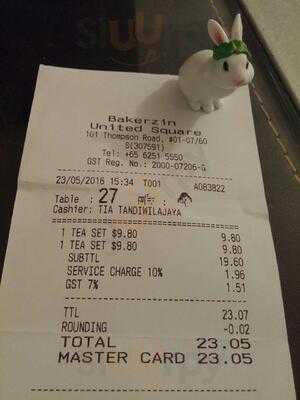 Bakerzin
United Square
101 Thompson Road, #01-07/60
S(307591)
Tel: +65 6251 5550
GST Reg. No.: 2000-07206-G
23/05/2016 15:34 T001 A083822
Table : 27 :
Cashier: TIA TANDIWILAJAYA
1 TEA SET $9.80 9.80
1 TEA SET $9.80 9.80
SUBTTL 19.60
SERVICE CHARGE 10% 1.96
GST 7% 1.51
TTL 23.07
ROUNDING -0.02
TOTAL 23.05
MASTER CARD 23.05